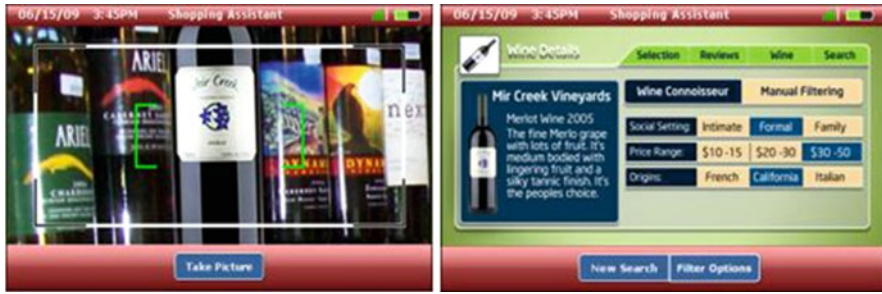 06/15/09 3:45PM Shopping Assistant
ARIEL
ARIEL
CABERNET
CHARDONNAY
Creek
DYNAMI
next
Take Picture
06/15/09 3:45PM Shopping Assistant
Wine Details
Selection Reviews Wine Search
Mir Creek Vineyards
Merlot Wine 2005
The fine Merlo grape
with lots of fruit. It's
medium bodied with
lingering fruit and a
silky tannic finish. It's
the peoples choice.
Wine Connoisseur Manual Filtering
Social Setting: Intimate Formal Family
Price Range: $10 -15 $20 -30 $30 -50
Origins: French California Italian
New Search Filter Options